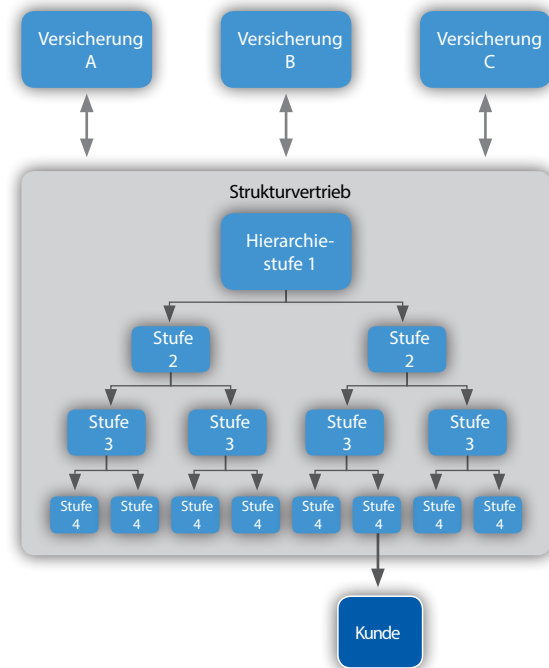 Versicherung
A
Versicherung
B
Versicherung
C
Strukturvertrieb
Hierarchie-
stufe 1
Stufe
2
Stufe
2
Stufe
3
Stufe
3
Stufe
3
Stufe
3
Stufe
4
Stufe
4
Stufe
4
Stufe
4
Stufe
4
Stufe
4
Stufe
4
Stufe
4
Kunde